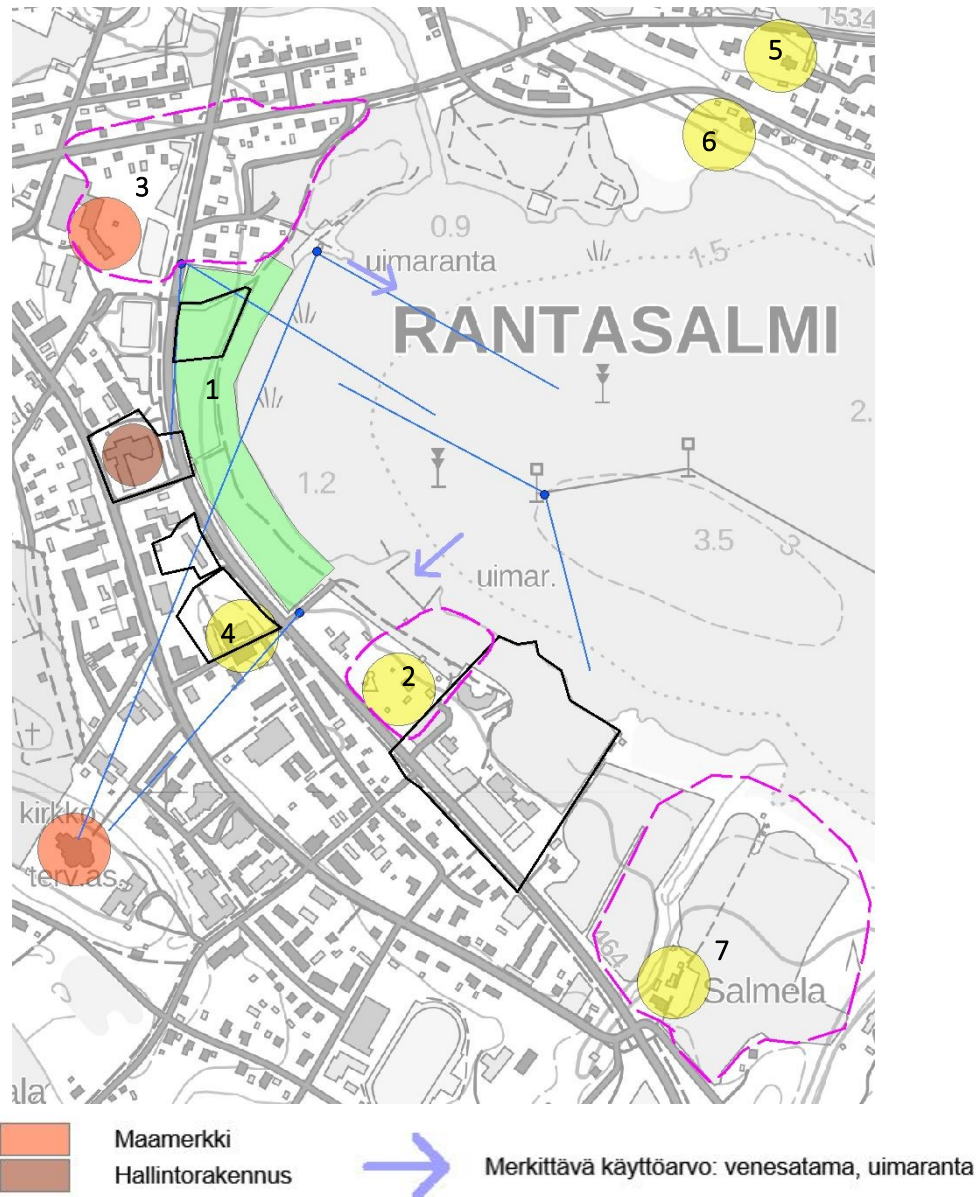 1534
5
6
3
0.9
1.5
uimaranta
RANTASALMI
2.
1
1.2
3.5
3
uimar.
4
2
kirkko
terv.as.
464
7
Salmela
ala
Maamerkki
Hallintorakennus
Merkittävä käyttöarvo: venesatama, uimaranta